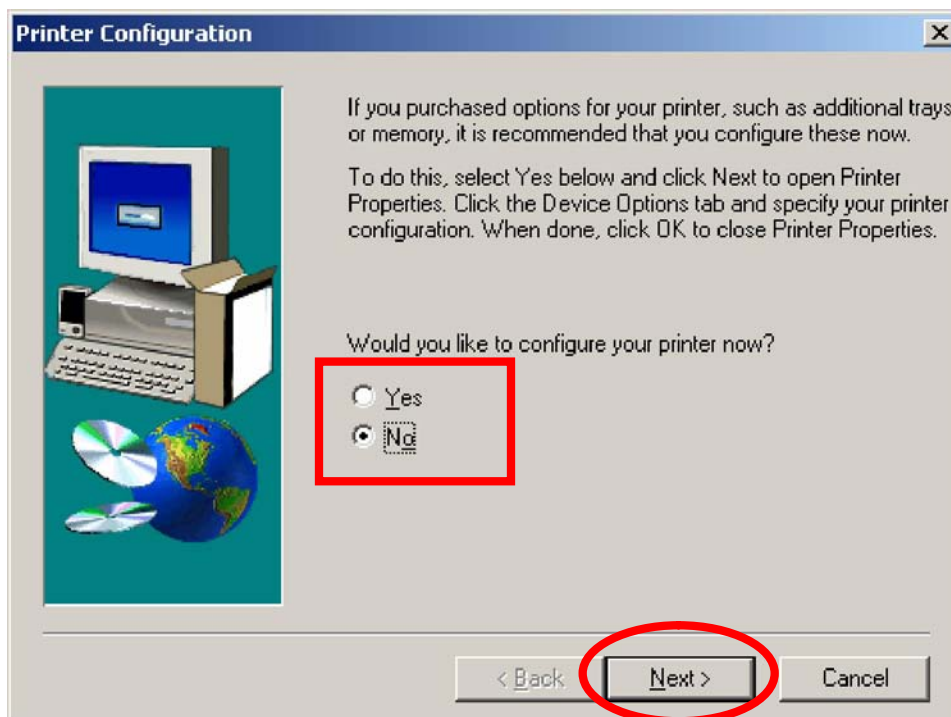 Printer Configuration
If you purchased options for your printer, such as additional trays
or memory, it is recommended that you configure these now.
To do this, select Yes below and click Next to open Printer
Properties. Click the Device Options tab and specify your printer
configuration. When done, click OK to close Printer Properties.
Would you like to configure your printer now?
Yes
No
< Back
Next >
Cancel